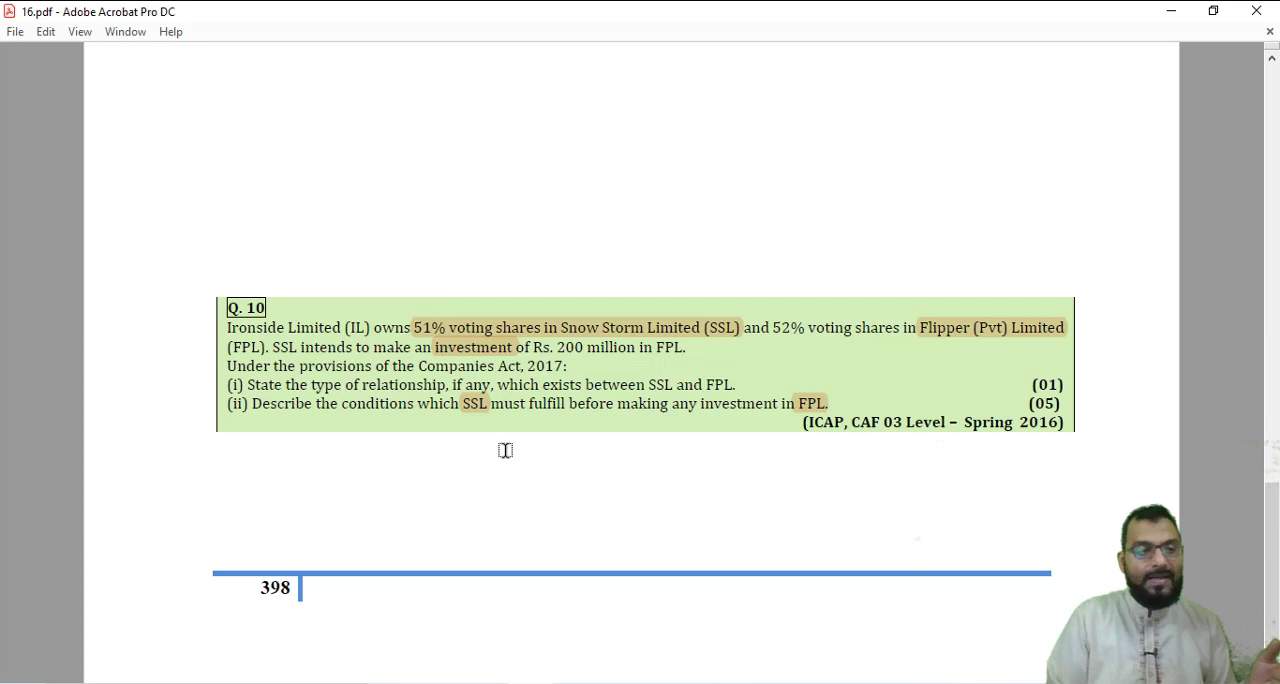 16.pdf - Adobe Acrobat Pro DC
File Edit View Window Help
Q. 10
Ironside Limited (IL) owns 51% voting shares in Snow Storm Limited (SSL) and 52% voting shares in Flipper (Pvt) Limited
(FPL). SSL intends to make an investment of Rs. 200 million in FPL.
Under the provisions of the Companies Act, 2017:
(i) State the type of relationship, if any, which exists between SSL and FPL. (01)
(ii) Describe the conditions which SSL must fulfill before making any investment in FPL. (05)
(ICAP, CAF 03 Level – Spring 2016)
398